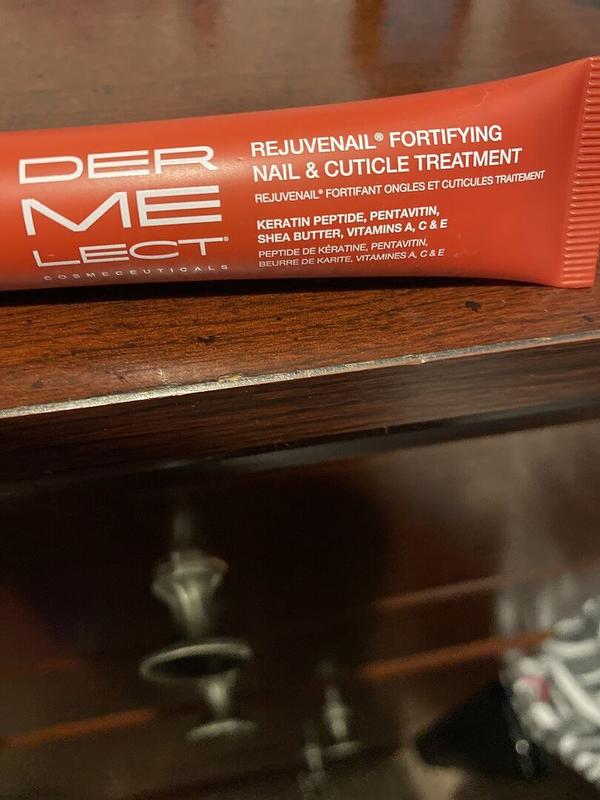 DER
ME
LECT®
COSMECEUTICALS
REJUVENAIL® FORTIFYING
NAIL & CUTICLE TREATMENT
REJUVENAIL® FORTIFANT ONGLES ET CUTICULES TRAITEMENT
KERATIN PEPTIDE, PENTAVITIN,
SHEA BUTTER, VITAMINS A, C & E
PEPTIDE DE KÉRATINE, PENTAVITIN,
BEURRE DE KARITE, VITAMINES A, C & E